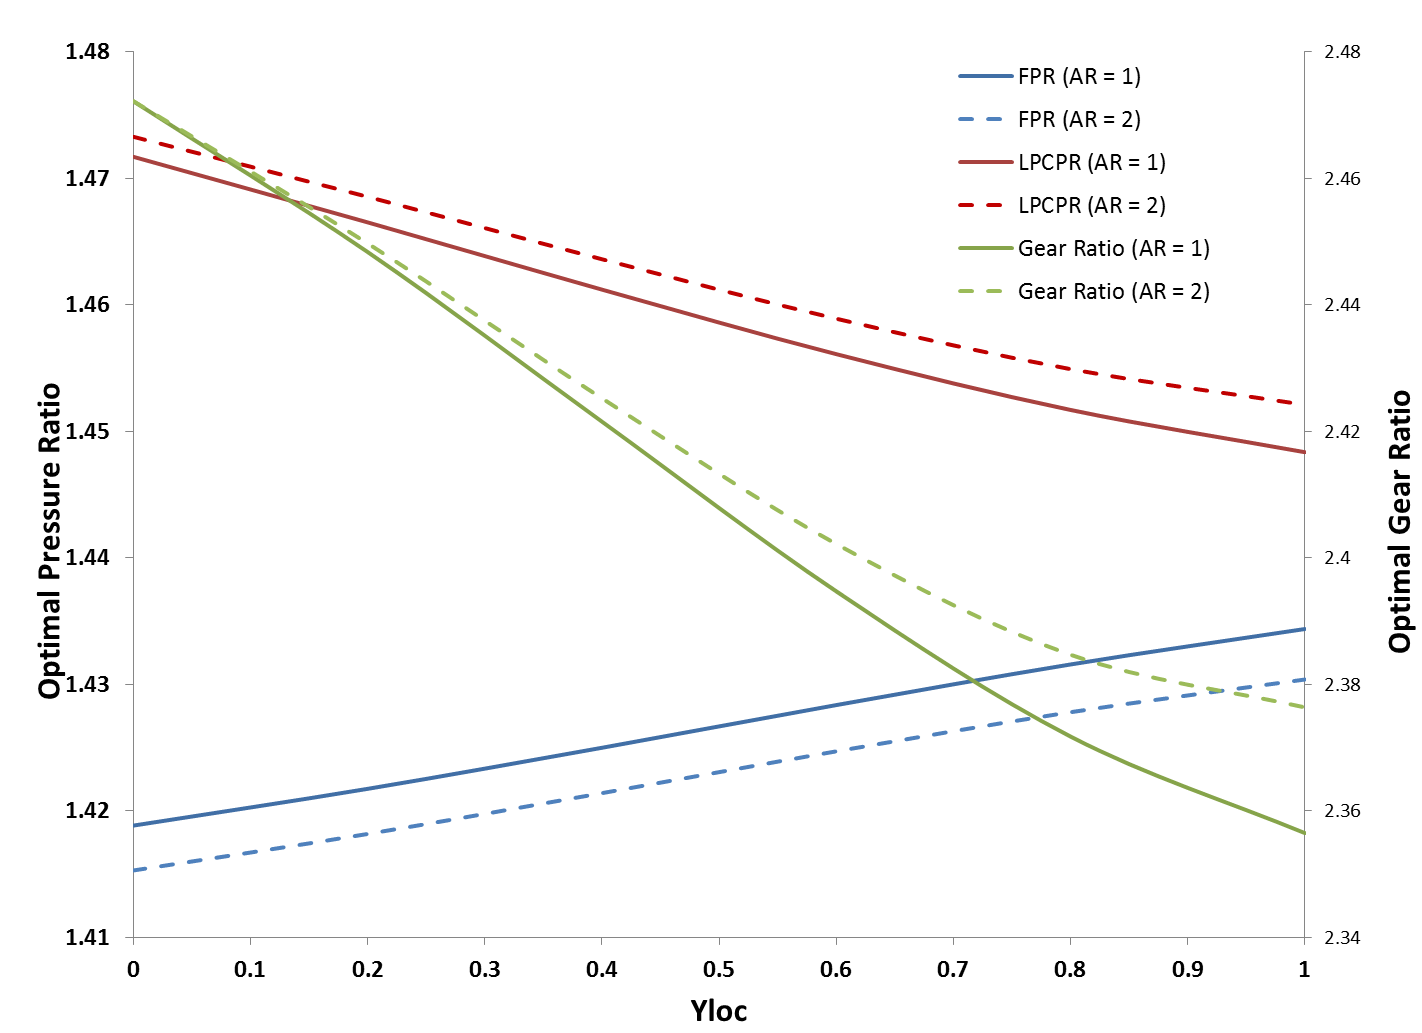 Optimal Pressure Ratio
1.48
1.47
1.46
1.45
1.44
1.43
1.42
1.41
FPR (AR = 1)
FPR (AR = 2)
LPCPR (AR = 1)
LPCPR (AR = 2)
Gear Ratio (AR = 1)
Gear Ratio (AR = 2)
2.48
2.46
2.44
2.42
2.4
2.38
2.36
2.34
Optimal Gear Ratio
0 0.1 0.2 0.3 0.4 0.5 0.6 0.7 0.8 0.9 1
Yloc